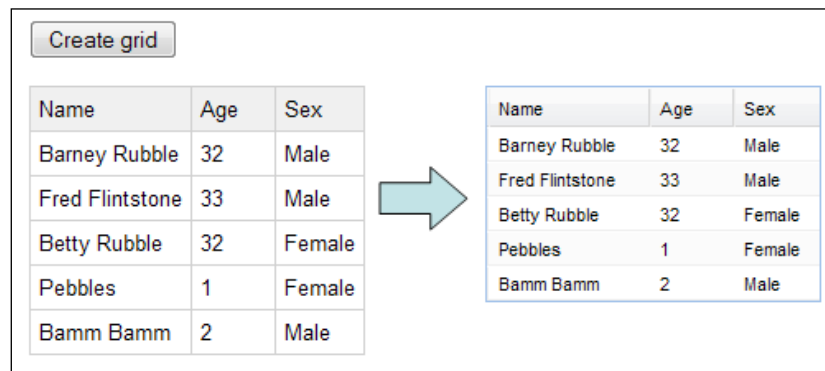 Create grid
Name Age Sex
Barney Rubble 32 Male
Fred Flintstone 33 Male
Betty Rubble 32 Female
Pebbles 1 Female
Bamm Bamm 2 Male
Name Age Sex
Barney Rubble 32 Male
Fred Flintstone 33 Male
Betty Rubble 32 Female
Pebbles 1 Female
Bamm Bamm 2 Male